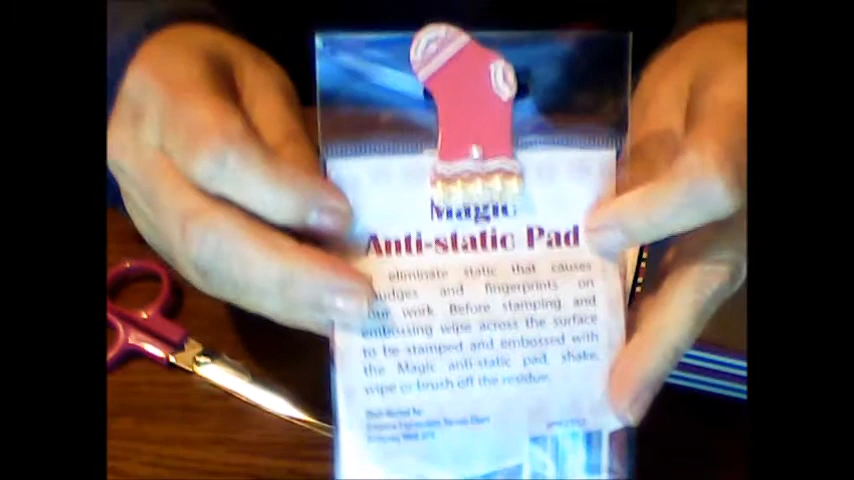 Magic
Anti-static Pad
eliminate static that causes
and fingerprints on
work. Before stamping and
embossing wipe across the surface
to be stamped and embossed with
the Magic anti-static pad, shake,
wipe or brush off the residue.